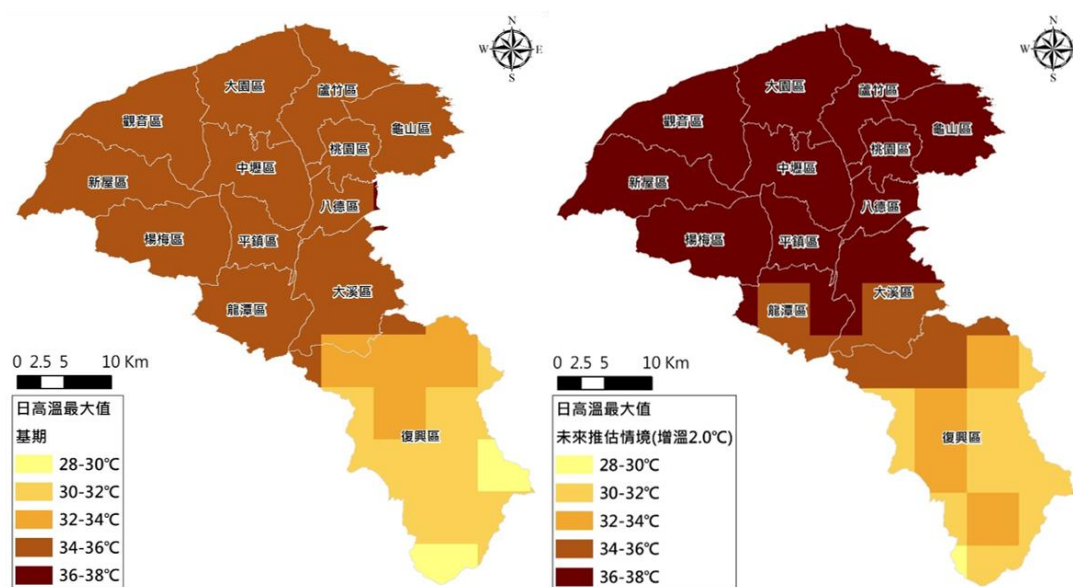 N
W E
S
大園區
蘆竹區
觀音區
龜山區
桃園區
中壢區
新屋區
八德區
楊梅區
平鎮區
大溪區
龍潭區
復興區
0 2.5 5 10 Km
日高溫最大值
基期
28-30℃
30-32℃
32-34℃
34-36℃
36-38℃
N
W E
S
大園區
蘆竹區
觀音區
龜山區
桃園區
中壢區
新屋區
八德區
楊梅區
平鎮區
大溪區
龍潭區
復興區
0 2.5 5 10 Km
日高溫最大值
未來推估情境(增溫2.0℃)
28-30℃
30-32℃
32-34℃
34-36℃
36-38℃